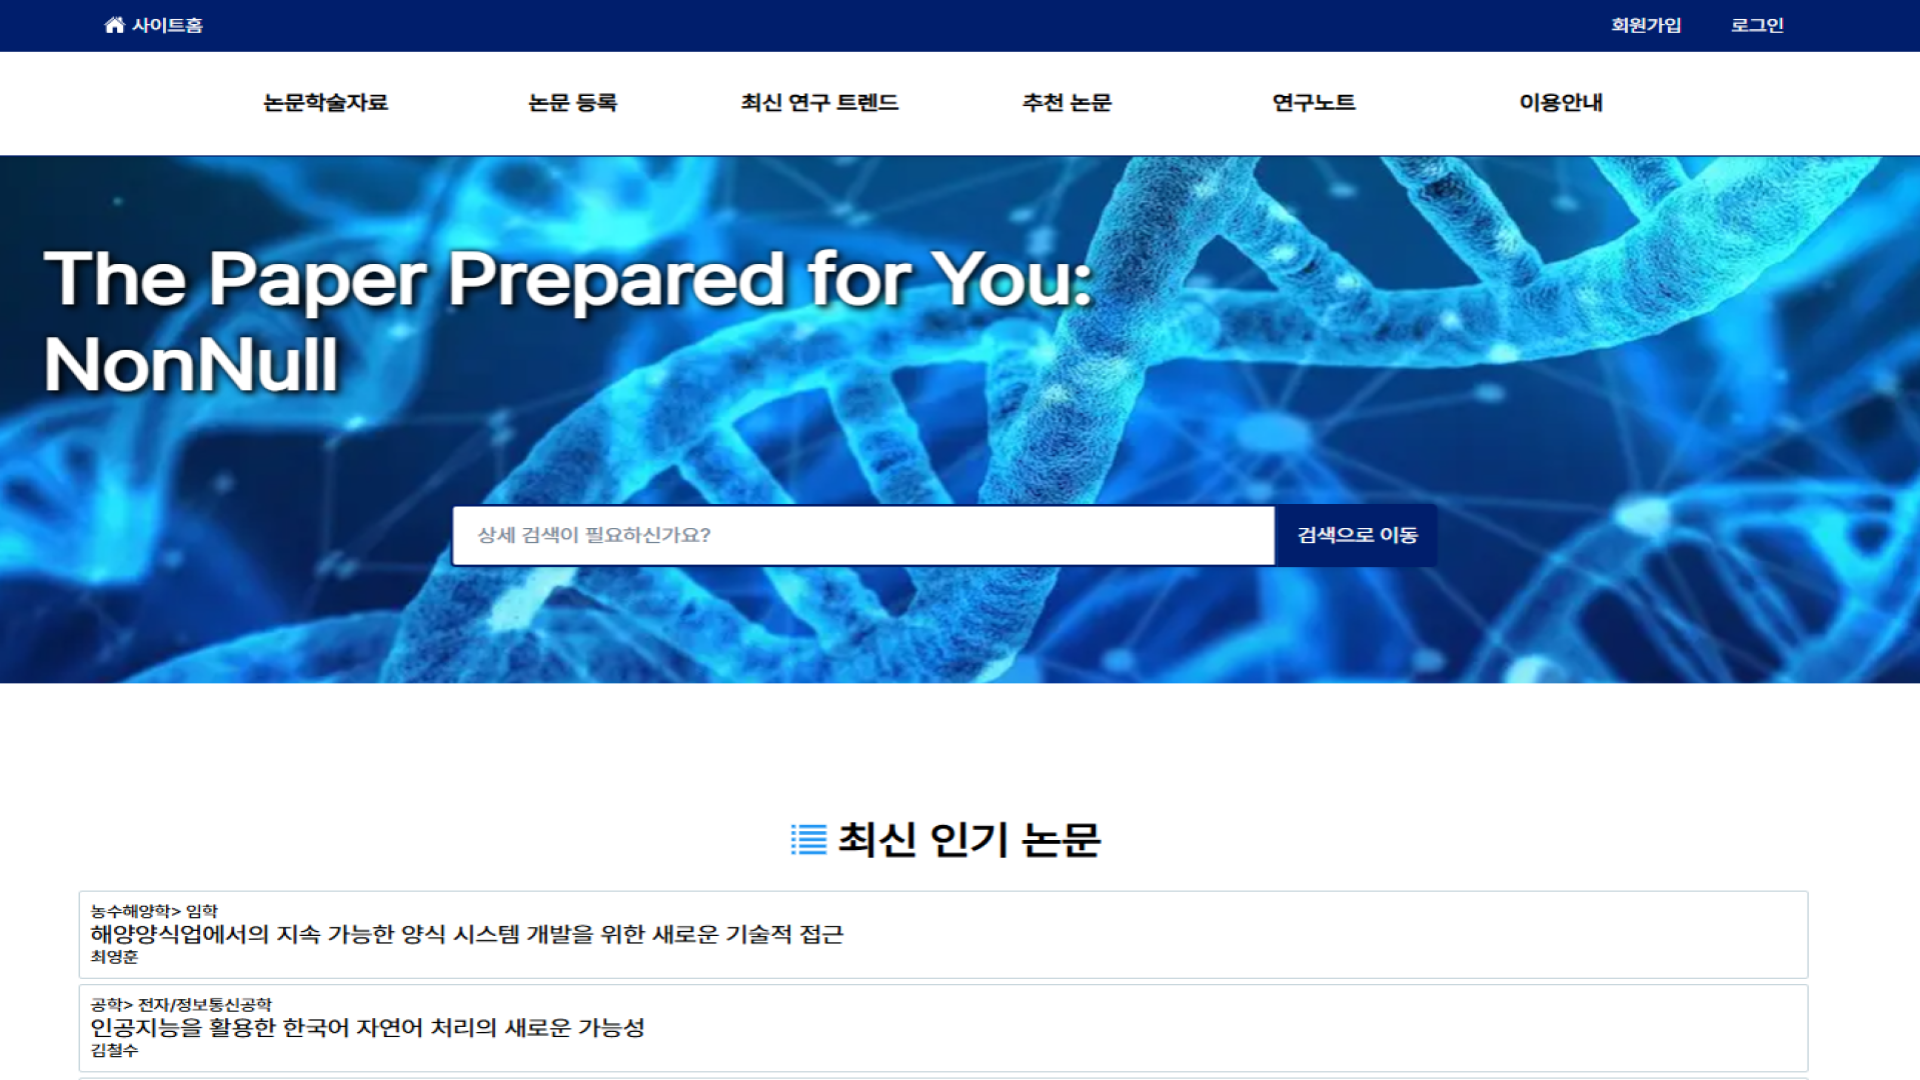 사이트홈
회원가입
로그인
논문학술자료
논문 등록
최신 연구 트렌드
추천 논문
연구노트
이용안내
The Paper Prepared for You:
NonNull
상세 검색이 필요하신가요?
검색으로 이동
최신 인기 논문
농수해양학> 임학
해양양식업에서의 지속 가능한 양식 시스템 개발을 위한 새로운 기술적 접근
최영훈
공학> 전자/정보통신공학
인공지능을 활용한 한국어 자연어 처리의 새로운 가능성
김철수